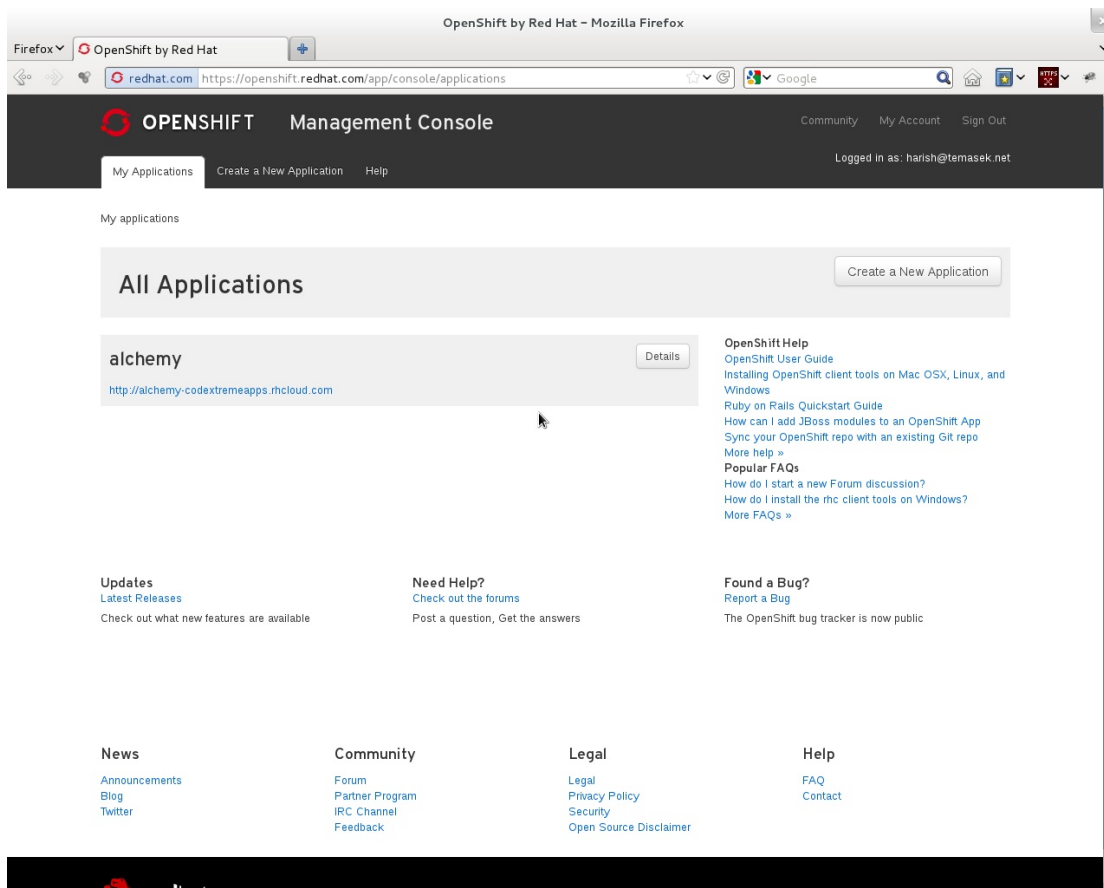 OpenShift by Red Hat – Mozilla Firefox
Firefox
OpenShift by Red Hat
redhat.com https://openshift.redhat.com/app/console/applications
Google
HTTPS
OPENSHIFT Management Console
Community My Account Sign Out
Logged in as: harish@temasek.net
My Applications Create a New Application Help
My applications
All Applications
Create a New Application
alchemy
Details
http://alchemy-codextremeapps.rhcloud.com
OpenShift Help
OpenShift User Guide
Installing OpenShift client tools on Mac OSX, Linux, and
Windows
Ruby on Rails Quickstart Guide
How can I add JBoss modules to an OpenShift App
Sync your OpenShift repo with an existing Git repo
More help »
Popular FAQs
How do I start a new Forum discussion?
How do I install the rhc client tools on Windows?
More FAQs »
Updates
Latest Releases
Check out what new features are available
Need Help?
Check out the forums
Post a question, Get the answers
Found a Bug?
Report a Bug
The OpenShift bug tracker is now public
News
Announcements
Blog
Twitter
Community
Forum
Partner Program
IRC Channel
Feedback
Legal
Legal
Privacy Policy
Security
Open Source Disclaimer
Help
FAQ
Contact